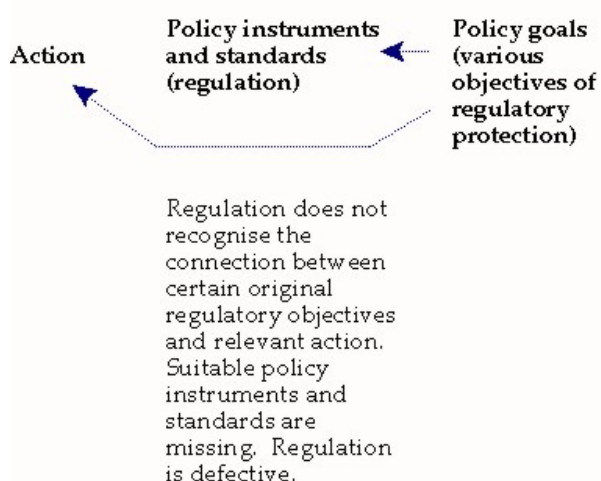 Action
Policy instruments
and standards
(regulation)
Policy goals
(various
objectives of
regulatory
protection)
Regulation does not
recognise the
connection between
certain original
regulatory objectives
and relevant action.
Suitable policy
instruments and
standards are
missing. Regulation
is defective.